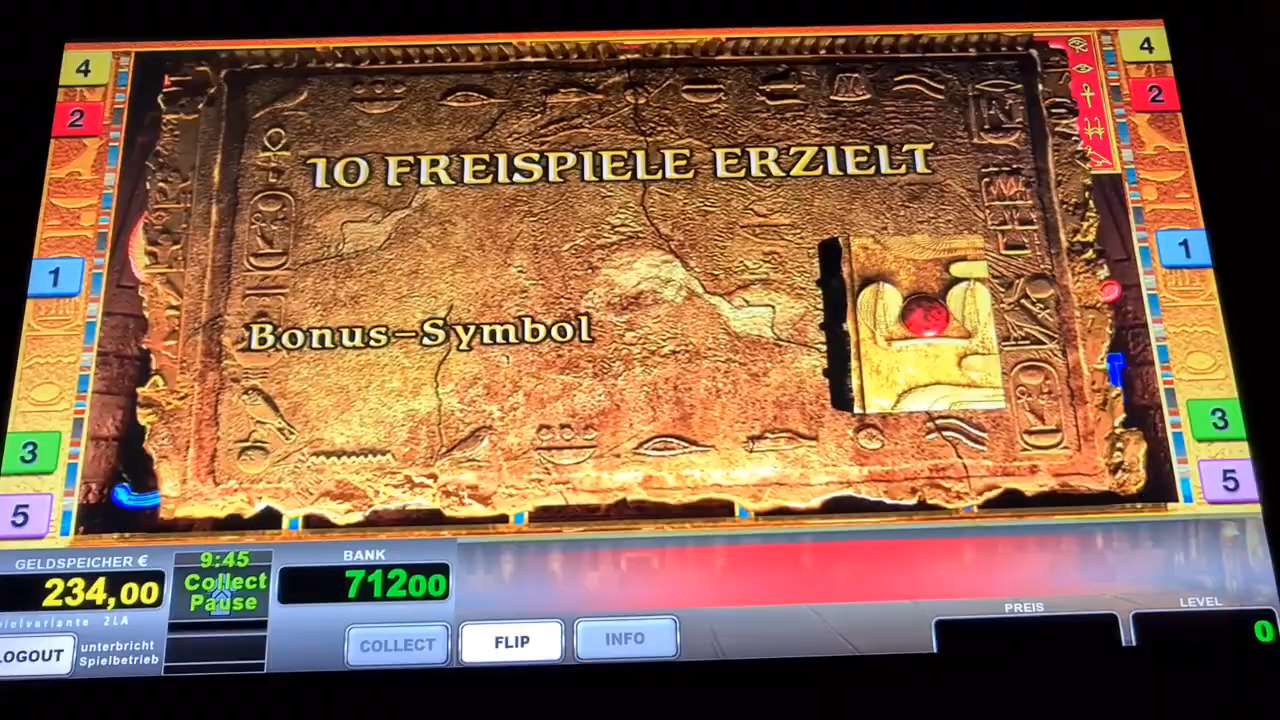 4
4
2
2
10 FREISPIELE ERZIELT
1
1
Bonus-Symbol
3
3
5
5
GELDSPEICHER €
234,00
9:45
Collect
Pause
BANK
71200
PREIS
LEVEL
0
2LA
LOGOUT
unterbricht
Spielbetrieb
COLLECT
FLIP
INFO